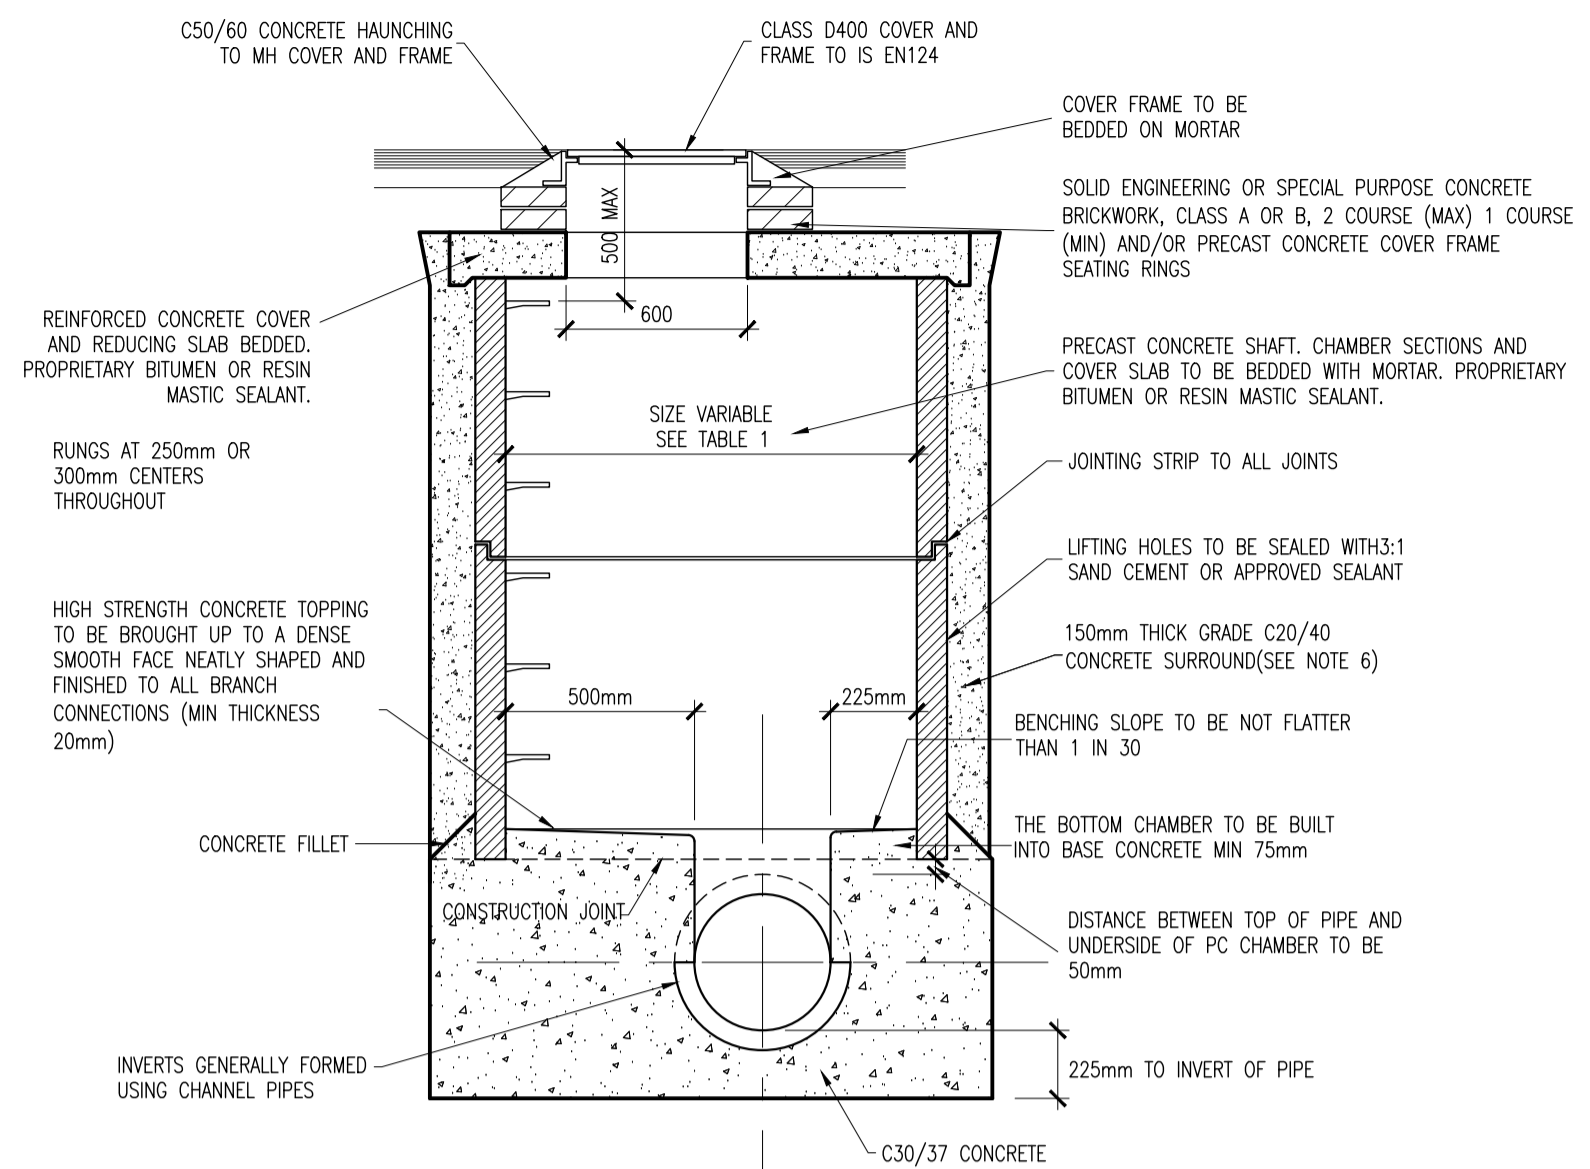 C50/60 CONCRETE HAUNCHING
TO MH COVER AND FRAME
CLASS D400 COVER AND
FRAME TO IS EN124
COVER FRAME TO BE
BEDDED ON MORTAR
SOLID ENGINEERING OR SPECIAL PURPOSE CONCRETE
BRICKWORK, CLASS A OR B, 2 COURSE (MAX) 1 COURSE
(MIN) AND/OR PRECAST CONCRETE COVER FRAME
SEATING RINGS
500 MAX
600
REINFORCED CONCRETE COVER
AND REDUCING SLAB BEDDED.
PROPRIETARY BITUMEN OR RESIN
MASTIC SEALANT.
PRECAST CONCRETE SHAFT. CHAMBER SECTIONS AND
COVER SLAB TO BE BEDDED WITH MORTAR. PROPRIETARY
BITUMEN OR RESIN MASTIC SEALANT.
SIZE VARIABLE
SEE TABLE 1
RUNGS AT 250mm OR
300mm CENTERS
THROUGHOUT
JOINTING STRIP TO ALL JOINTS
LIFTING HOLES TO BE SEALED WITH3:1
SAND CEMENT OR APPROVED SEALANT
HIGH STRENGTH CONCRETE TOPPING
TO BE BROUGHT UP TO A DENSE
SMOOTH FACE NEATLY SHAPED AND
FINISHED TO ALL BRANCH
CONNECTIONS (MIN THICKNESS
20mm)
150mm THICK GRADE C20/40
CONCRETE SURROUND(SEE NOTE 6)
500mm
225mm
BENCHING SLOPE TO BE NOT FLATTER
THAN 1 IN 30
CONCRETE FILLET
THE BOTTOM CHAMBER TO BE BUILT
INTO BASE CONCRETE MIN 75mm
CONSTRUCTION JOINT
DISTANCE BETWEEN TOP OF PIPE AND
UNDERSIDE OF PC CHAMBER TO BE
50mm
INVERTS GENERALLY FORMED
USING CHANNEL PIPES
225mm TO INVERT OF PIPE
C30/37 CONCRETE